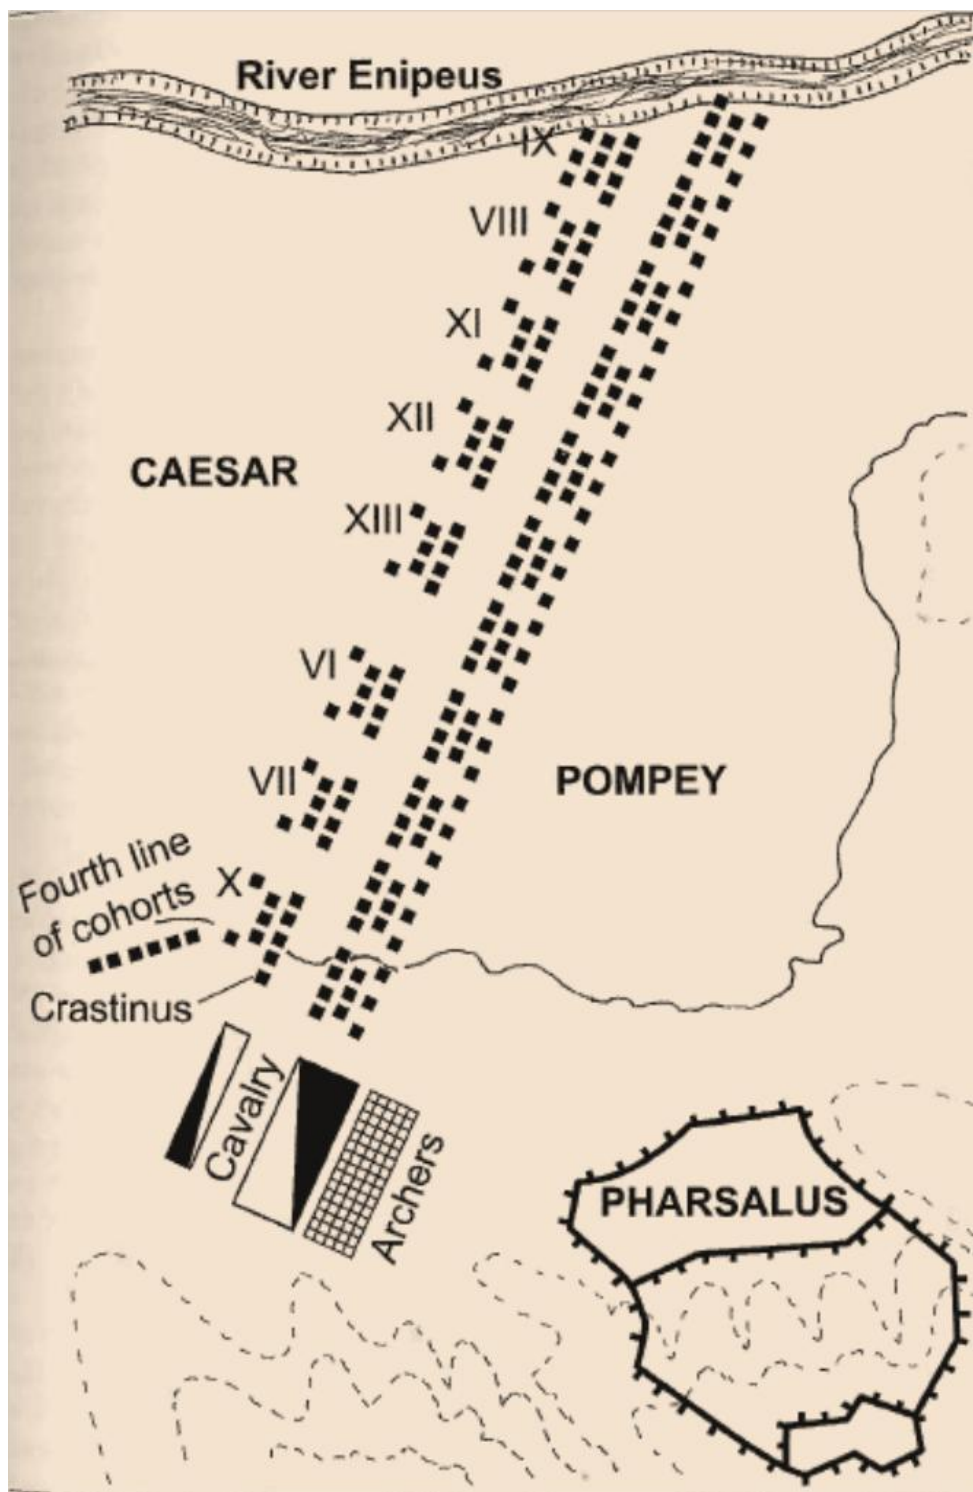 River Enipeus
IX
VIII
XI
XII
CAESAR
XIII
VI
VII
POMPEY
Fourth line
of cohorts
X
Crastinus
Cavalry
Archers
PHARSALUS